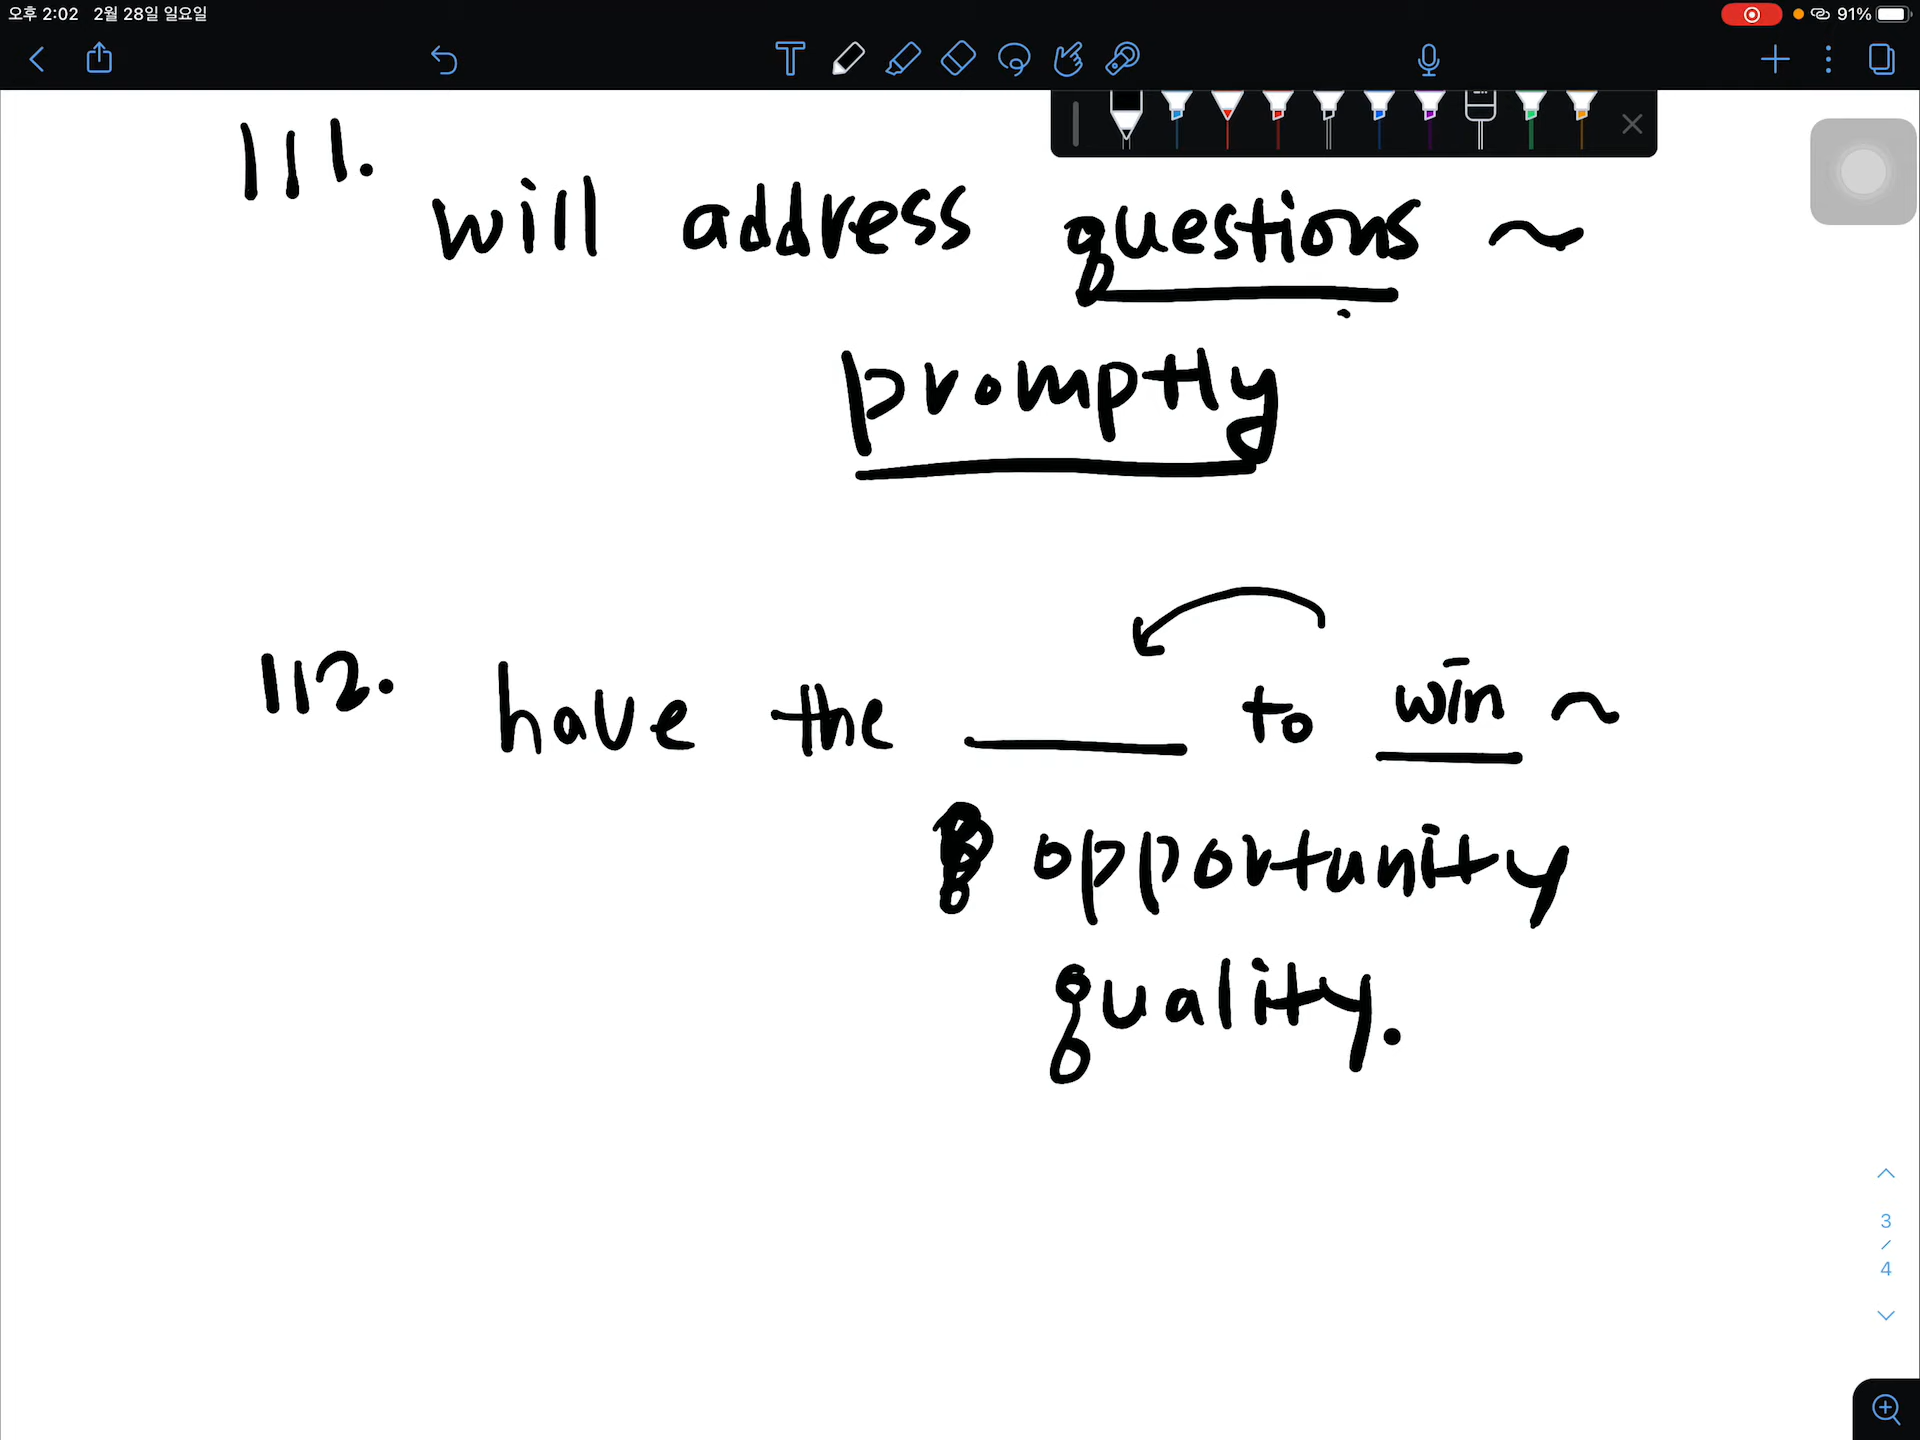 오후 2:02 2월 28일 일요일 91%
111.
will address questions ~
promptly
112. have the ______ to win ~
opportunity
quality.
3
/
4